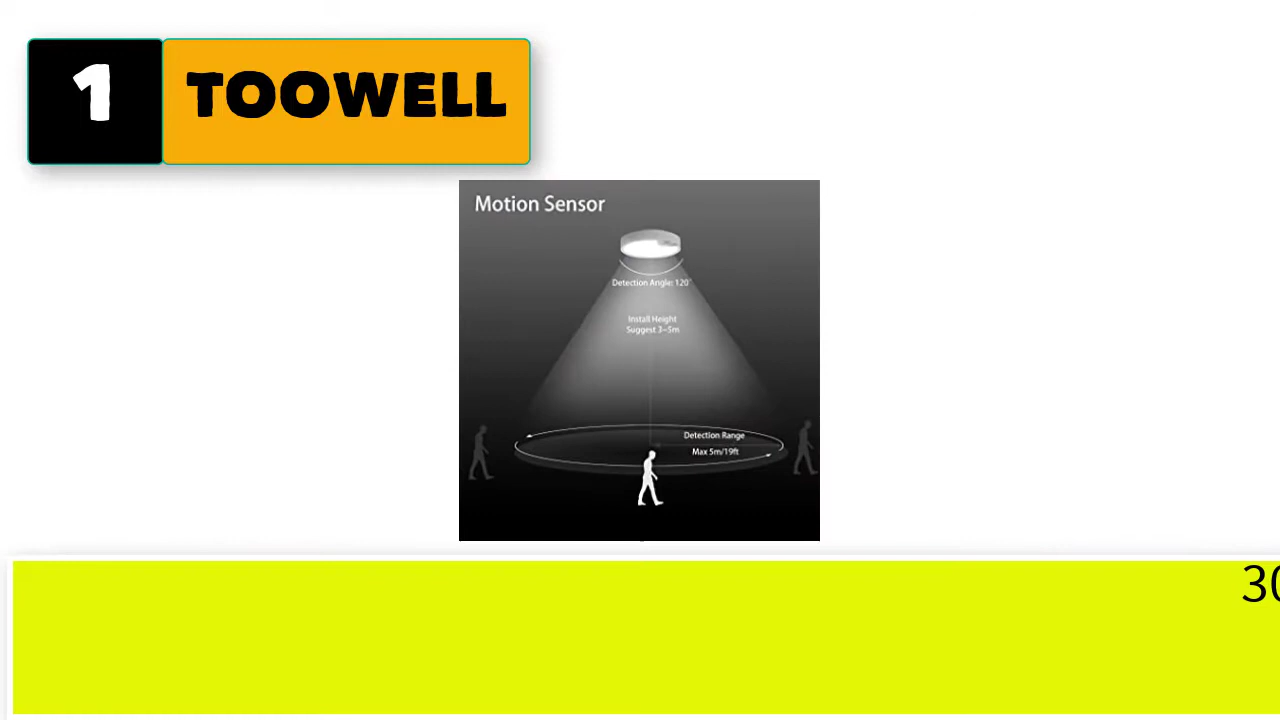 1 TOOWELL
Motion Sensor
Detection Angle: 120°
Install Height
Suggest 3~5m
Detection Range
Max 5m/19ft
30